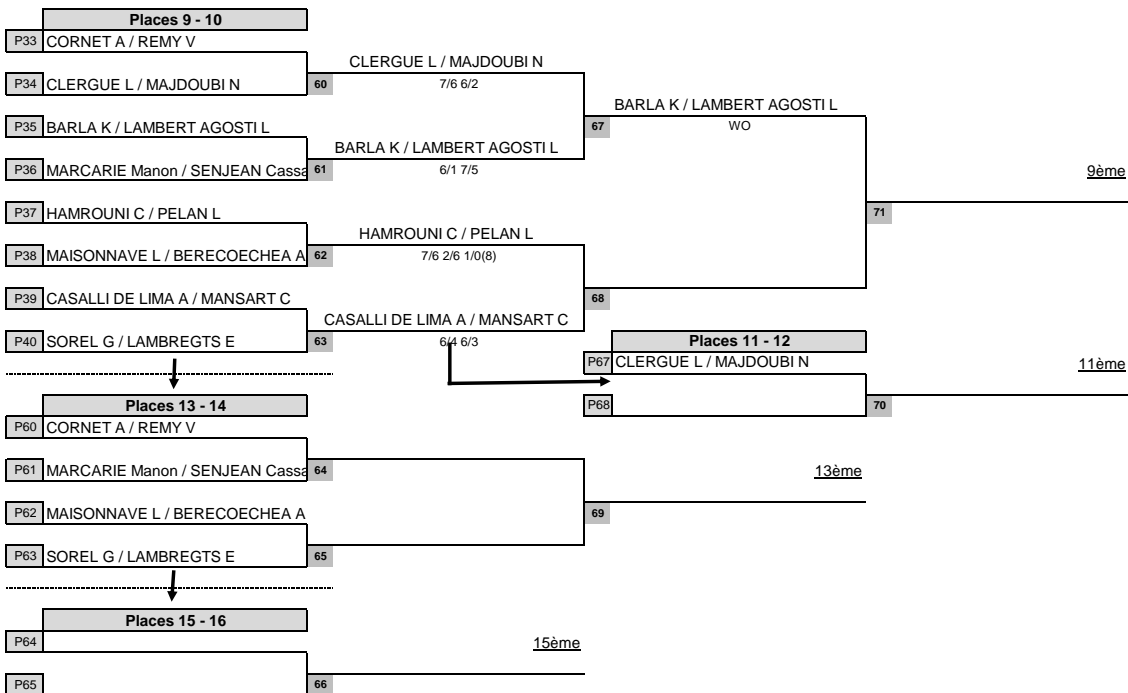 Places 9 - 10
P33 CORNET A / REMY V
CLERGUE L / MAJDOUBI N
P34 CLERGUE L / MAJDOUBI N 60 7/6 6/2
BARLA K / LAMBERT AGOSTI L
P35 BARLA K / LAMBERT AGOSTI L 67 WO
BARLA K / LAMBERT AGOSTI L
P36 MARCARIE Manon / SENJEAN Cassa 61 6/1 7/5 9ème
P37 HAMROUNI C / PELAN L 71
HAMROUNI C / PELAN L
P38 MAISONNAVE L / BERECOECHEA A 62 7/6 2/6 1/0(8)
P39 CASALLI DE LIMA A / MANSART C 68
CASALLI DE LIMA A / MANSART C
P40 SOREL G / LAMBREGTS E 63 6/4 6/3 Places 11 - 12
P67 CLERGUE L / MAJDOUBI N 11ème
Places 13 - 14 P68 70
P60 CORNET A / REMY V
P61 MARCARIE Manon / SENJEAN Cassa 64 13ème
P62 MAISONNAVE L / BERECOECHEA A 69
P63 SOREL G / LAMBREGTS E 65
Places 15 - 16
P64 15ème
P65 66